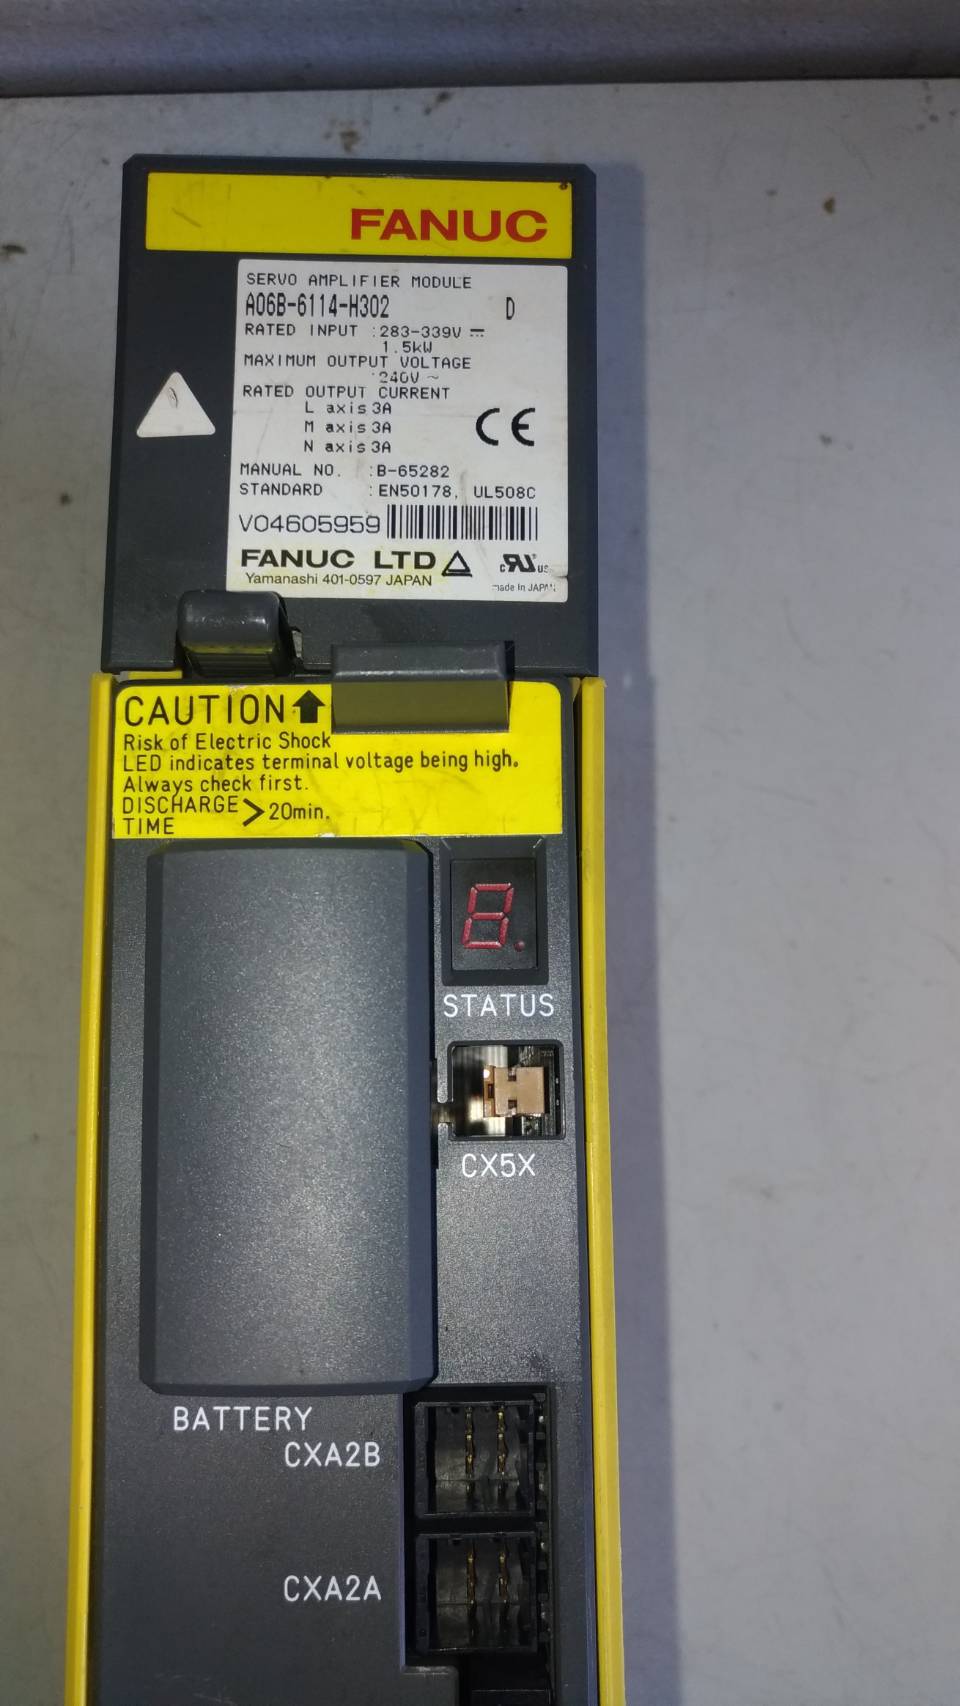 FANUC
SERVO AMPLIFIER MODULE
A06B-6114-H302 D
RATED INPUT :283-339V ⎓
1.5kW
MAXIMUM OUTPUT VOLTAGE
:240V ~
RATED OUTPUT CURRENT
L axis 3A
M axis 3A
N axis 3A
CE
MANUAL NO. :B-65282
STANDARD :EN50178, UL508C
V04605959
FANUC LTD
Yamanashi 401-0597 JAPAN
c RU us
made in JAPAN
CAUTION
Risk of Electric Shock
LED indicates terminal voltage being high.
Always check first.
DISCHARGE TIME > 20min.
8.
STATUS
CX5X
BATTERY
CXA2B
CXA2A